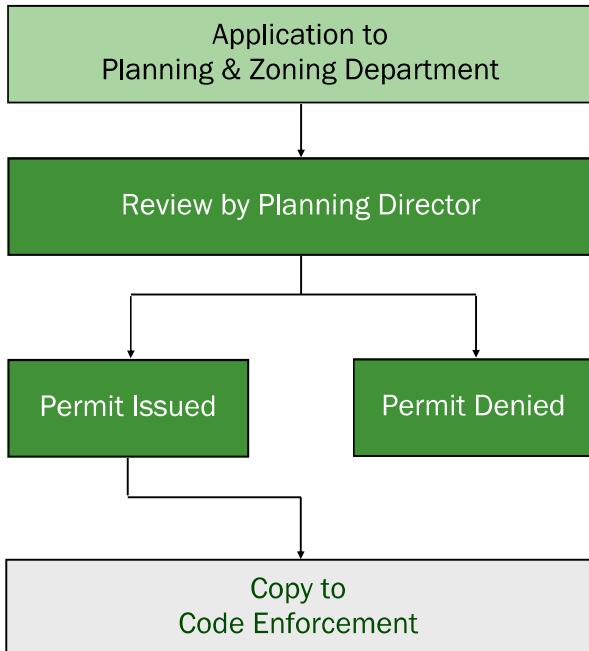 Application to
Planning & Zoning Department
Review by Planning Director
Permit Issued
Permit Denied
Copy to
Code Enforcement